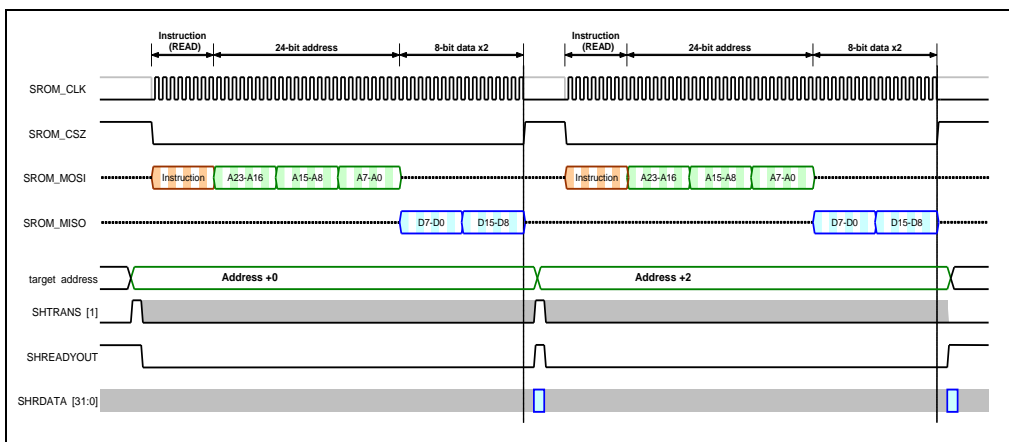 Instruction
(READ)
24-bit address
8-bit data x2
Instruction
(READ)
24-bit address
8-bit data x2
SROM_CLK
SROM_CSZ
SROM_MOSI
Instruction
A23-A16
A15-A8
A7-A0
Instruction
A23-A16
A15-A8
A7-A0
SROM_MISO
D7-D0
D15-D8
D7-D0
D15-D8
target address
Address +0
Address +2
SHTRANS [1]
SHREADYOUT
SHRDATA [31:0]